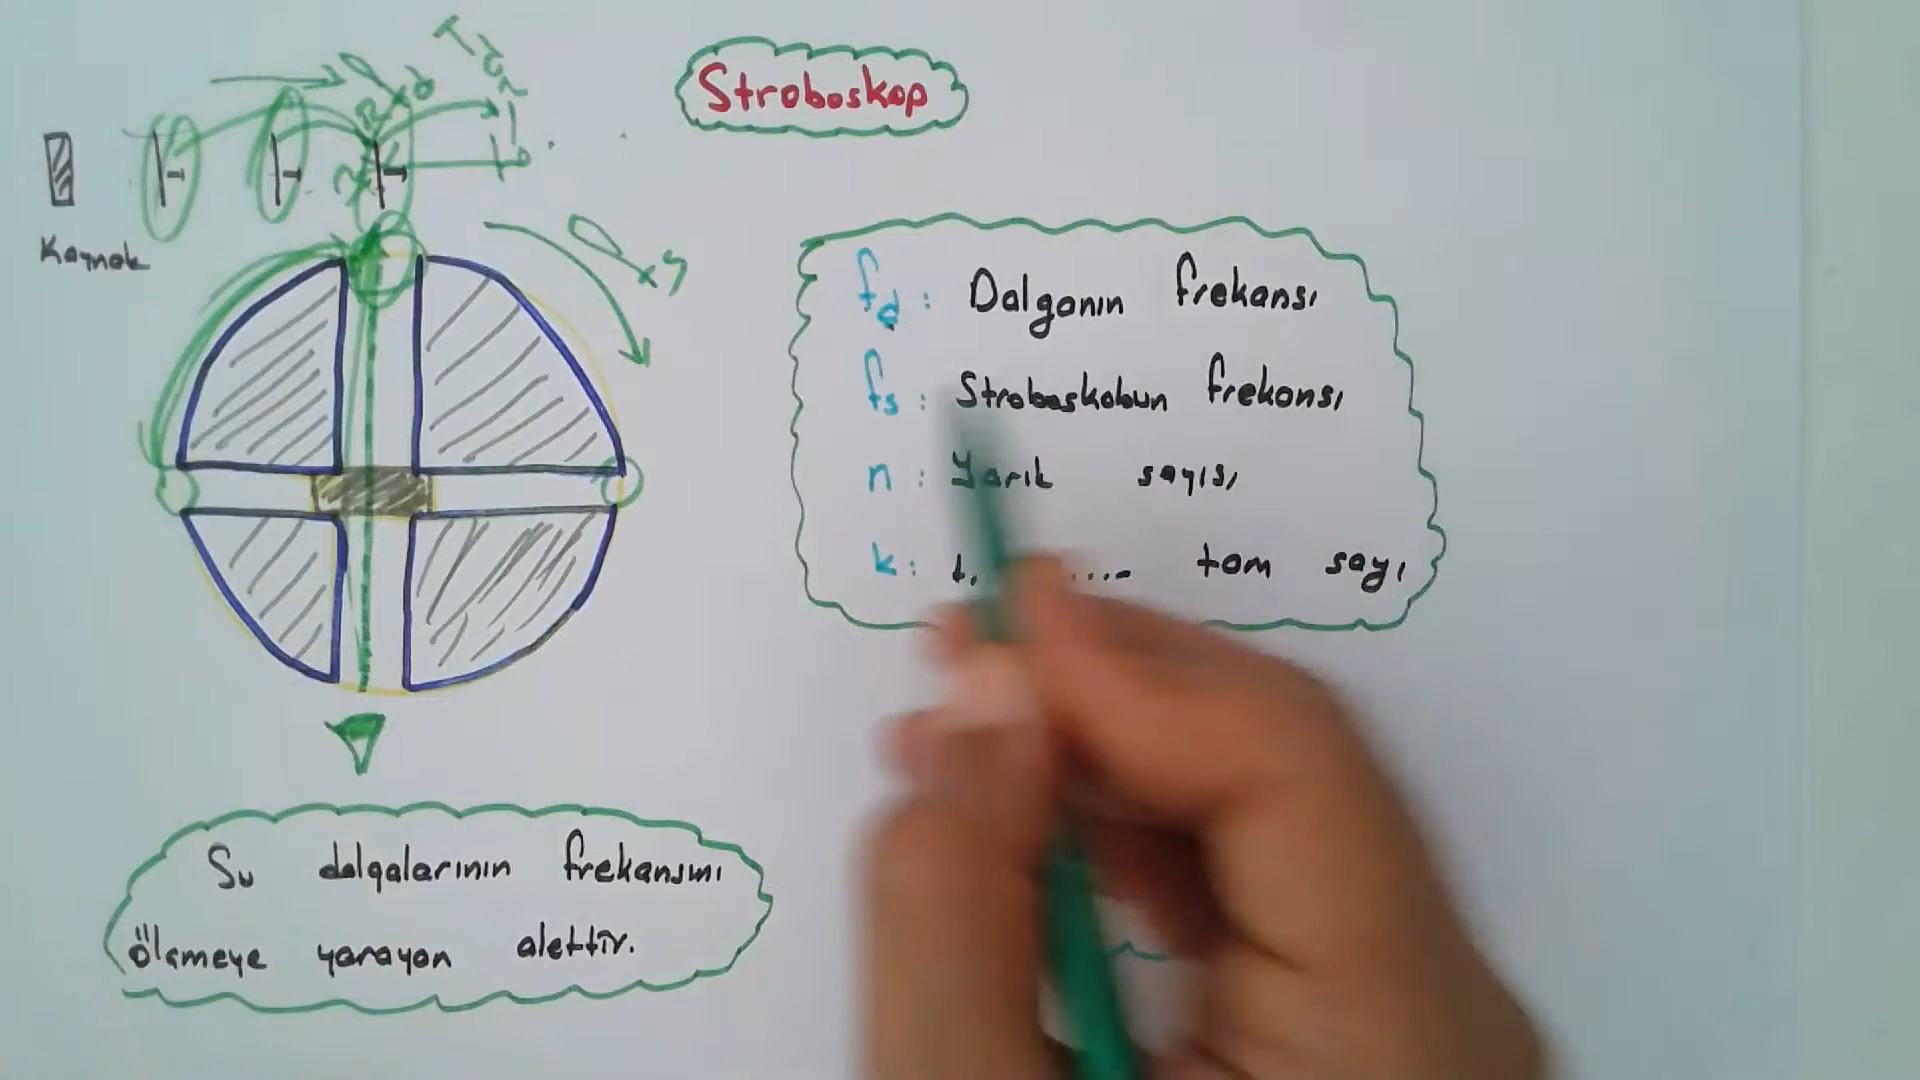 Stroboskop
Kaynak
fd : Dalganın frekansı
fs : Stroboskobun frekansı
n : Yarık sayısı
k : tam sayı
Su dalgalarının frekansını
ölçmeye yarayan alettir.